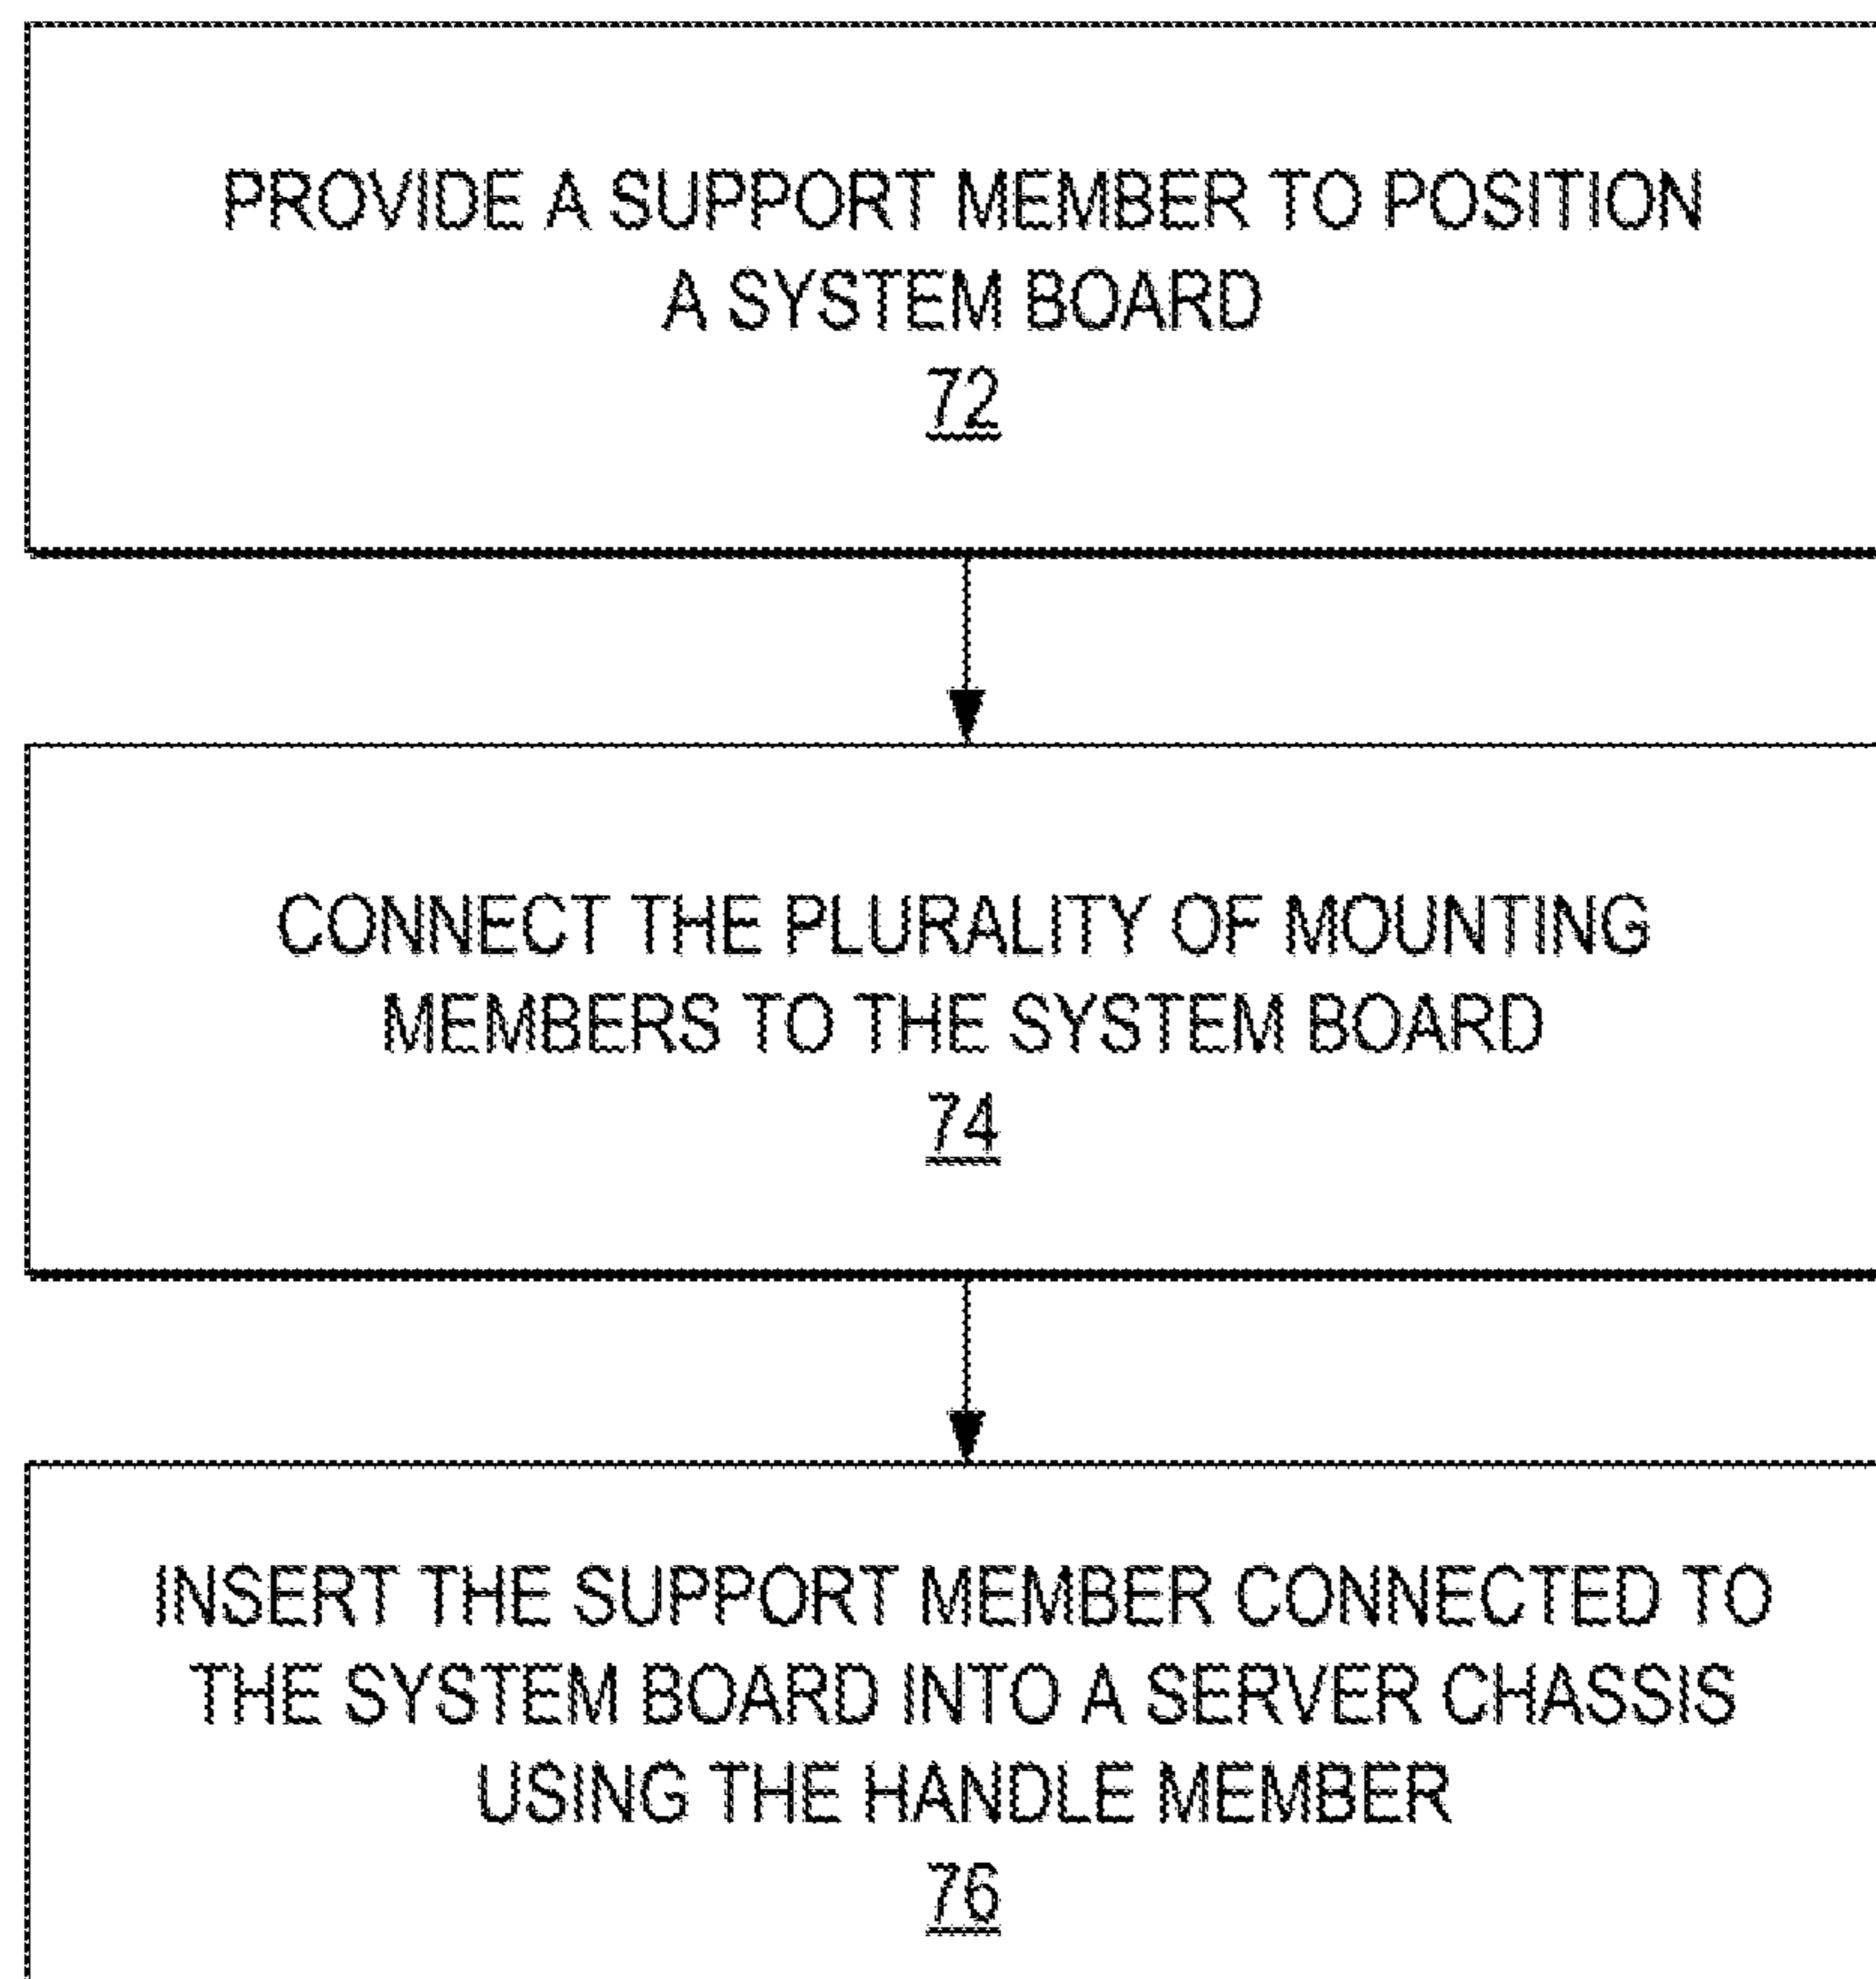 PROVIDE A SUPPORT MEMBER TO POSITION
A SYSTEM BOARD
72
CONNECT THE PLURALITY OF MOUNTING
MEMBERS TO THE SYSTEM BOARD
74
INSERT THE SUPPORT MEMBER CONNECTED TO
THE SYSTEM BOARD INTO A SERVER CHASSIS
USING THE HANDLE MEMBER
76